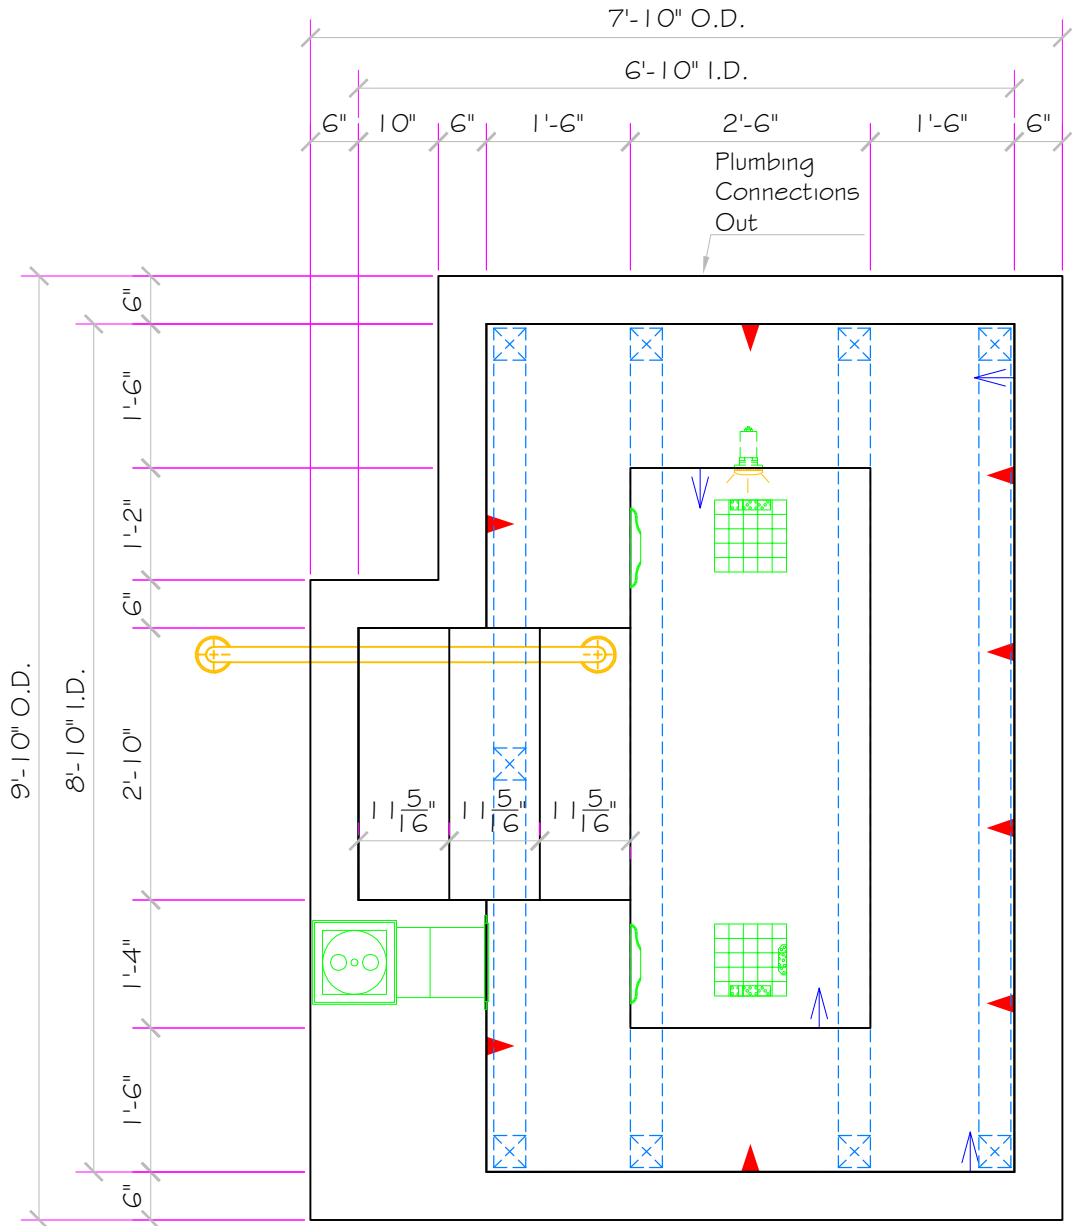 7'-10" O.D.
6'-10" I.D.
6" 10" 6" 1'-6" 2'-6" 1'-6" 6"
Plumbing
Connections
Out
6"
1'-6"
1'-2"
6"
2'-10"
1'-4"
1'-6"
6"
9'-10" O.D.
8'-10" I.D.
11 5/16" 11 5/16" 11 5/16"